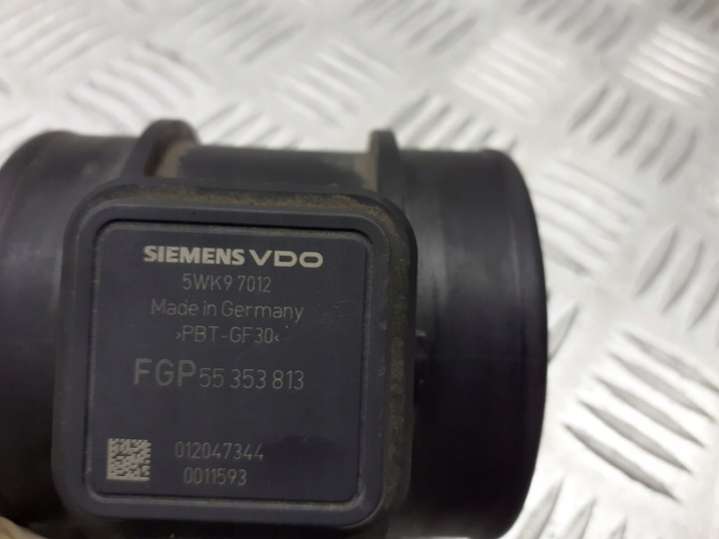 SIEMENS VDO
5WK9 7012
Made in Germany
>PBT-GF30<
FGP 55 353 813
012047344
0011593